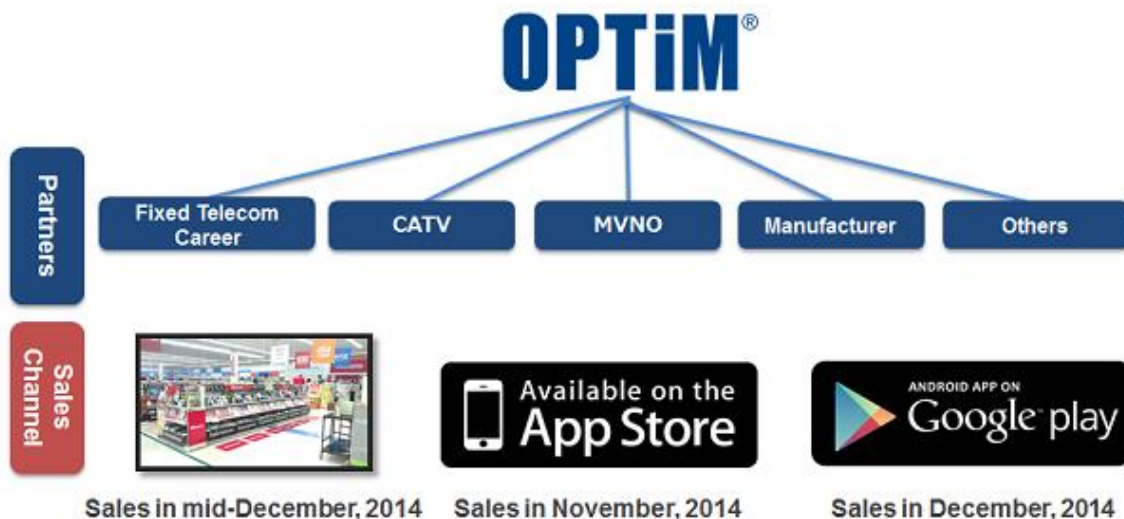 OPTiM®
Partners
Fixed Telecom
Career
CATV
MVNO
Manufacturer
Others
Sales
Channel
Available on the
App Store
ANDROID APP ON
Google play
Sales in mid-December, 2014
Sales in November, 2014
Sales in December, 2014